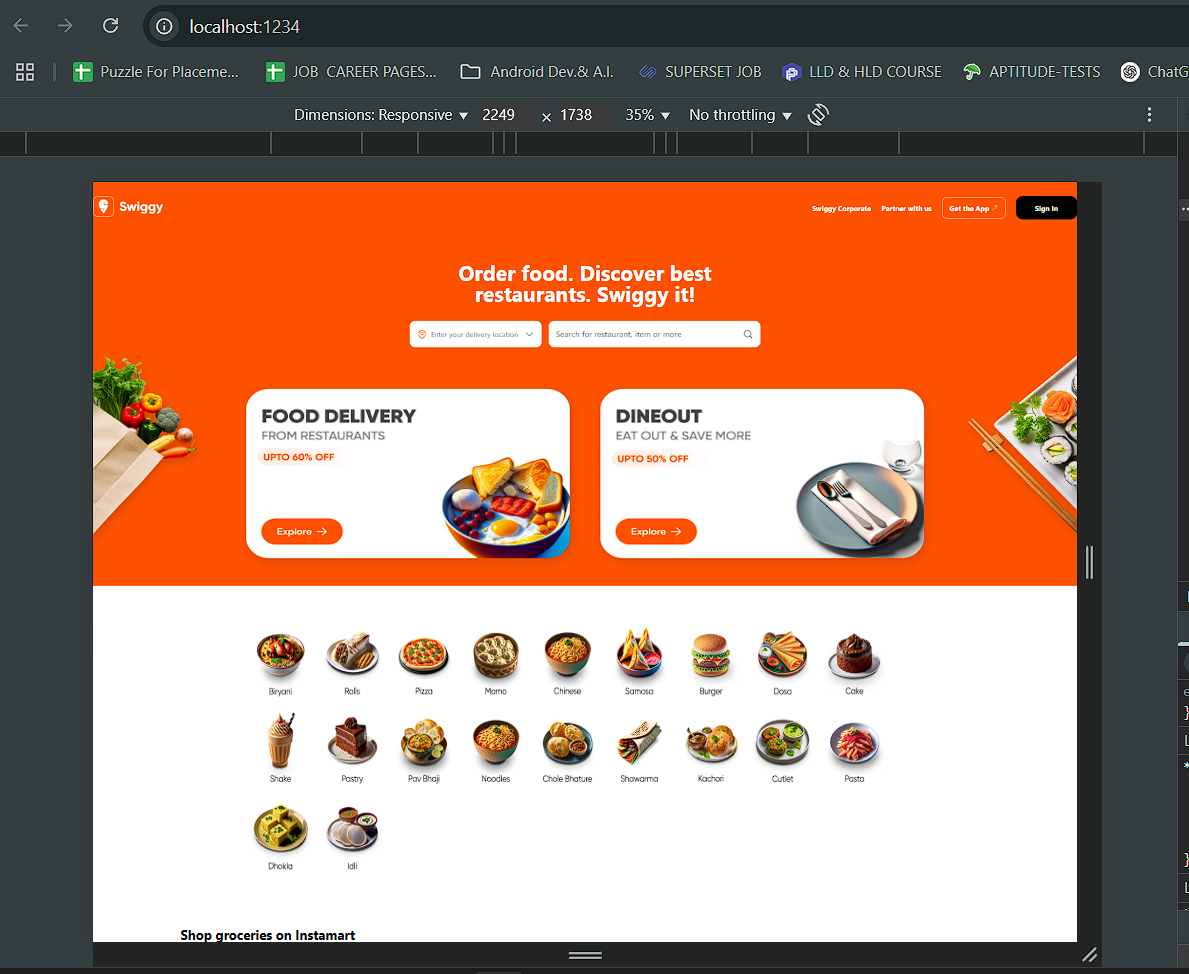 localhost:1234
Puzzle For Placeme... JOB CAREER PAGES... Android Dev.& A.I. SUPERSET JOB LLD & HLD COURSE APTITUDE-TESTS ChatG
Dimensions: Responsive 2249 × 1738 35% No throttling
Swiggy Swiggy Corporate Partner with us Get the App Sign In
Order food. Discover best
restaurants. Swiggy it!
Enter your delivery location Search for restaurant, item or more
FOOD DELIVERY
FROM RESTAURANTS
UPTO 60% OFF
Explore →
DINEOUT
EAT OUT & SAVE MORE
UPTO 50% OFF
Explore →
Biryani Rolls Pizza Momo Chinese Samosa Burger Dosa Cake
Shake Pastry Pav Bhaji Noodles Chole Bhature Shawarma Kachori Cutlet Pasta
Dhokla Idli
Shop groceries on Instamart